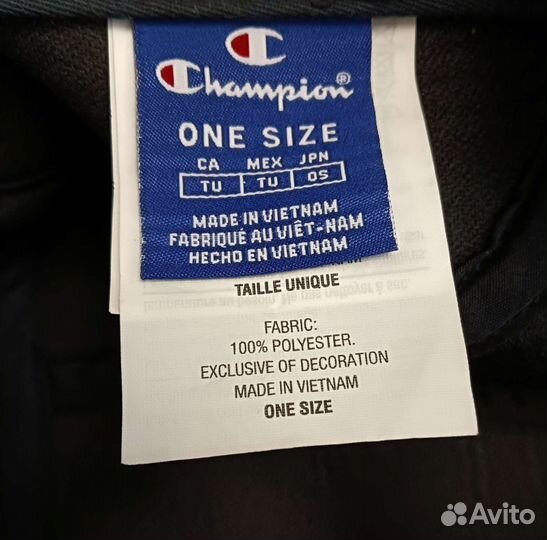 Champion®
ONE SIZE
CA MEX JPN
TU TU OS
MADE IN VIETNAM
FABRIQUÉ AU VIÊT-NAM
HECHO EN VIETNAM
TAILLE UNIQUE
FABRIC:
100% POLYESTER.
EXCLUSIVE OF DECORATION
MADE IN VIETNAM
ONE SIZE
Avito